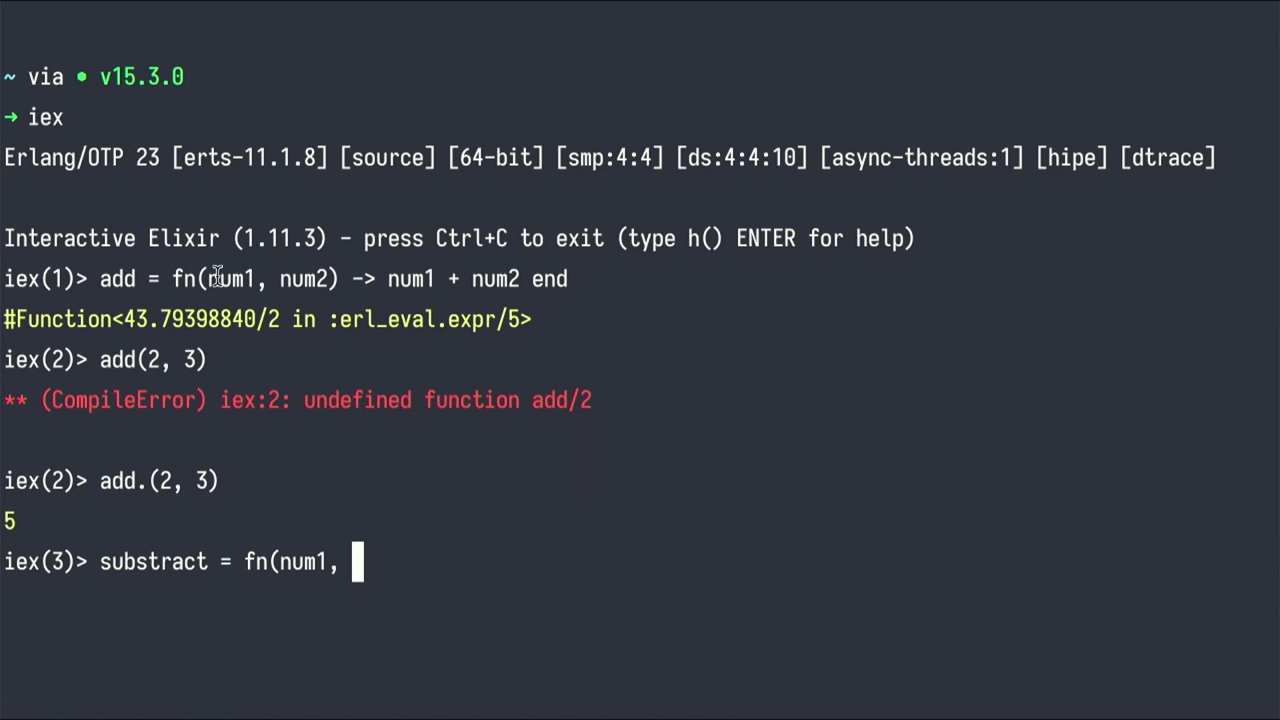 ~ via • v15.3.0
→ iex
Erlang/OTP 23 [erts-11.1.8] [source] [64-bit] [smp:4:4] [ds:4:4:10] [async-threads:1] [hipe] [dtrace]
Interactive Elixir (1.11.3) - press Ctrl+C to exit (type h() ENTER for help)
iex(1)> add = fn(num1, num2) -> num1 + num2 end
#Function<43.79398840/2 in :erl_eval.expr/5>
iex(2)> add(2, 3)
** (CompileError) iex:2: undefined function add/2
iex(2)> add.(2, 3)
5
iex(3)> substract = fn(num1,